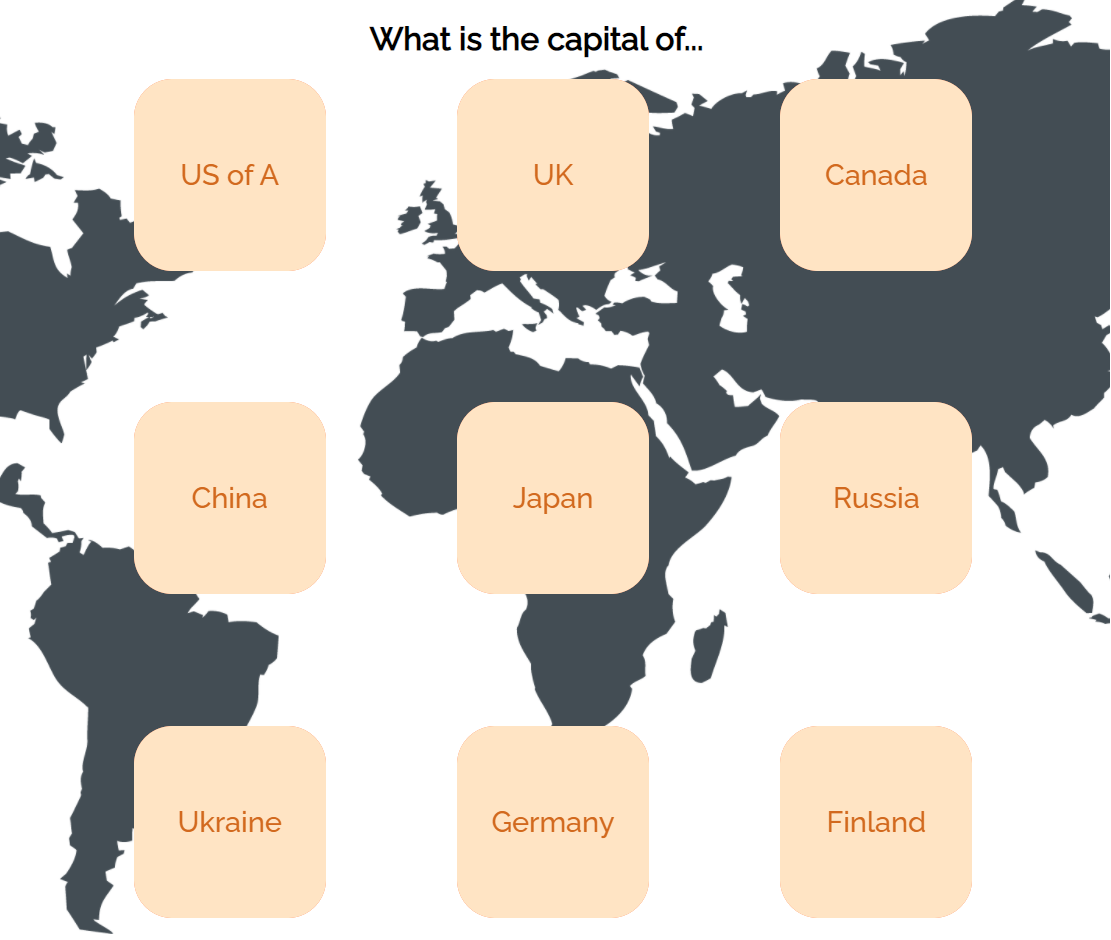 What is the capital of...
US of A
UK
Canada
China
Japan
Russia
Ukraine
Germany
Finland